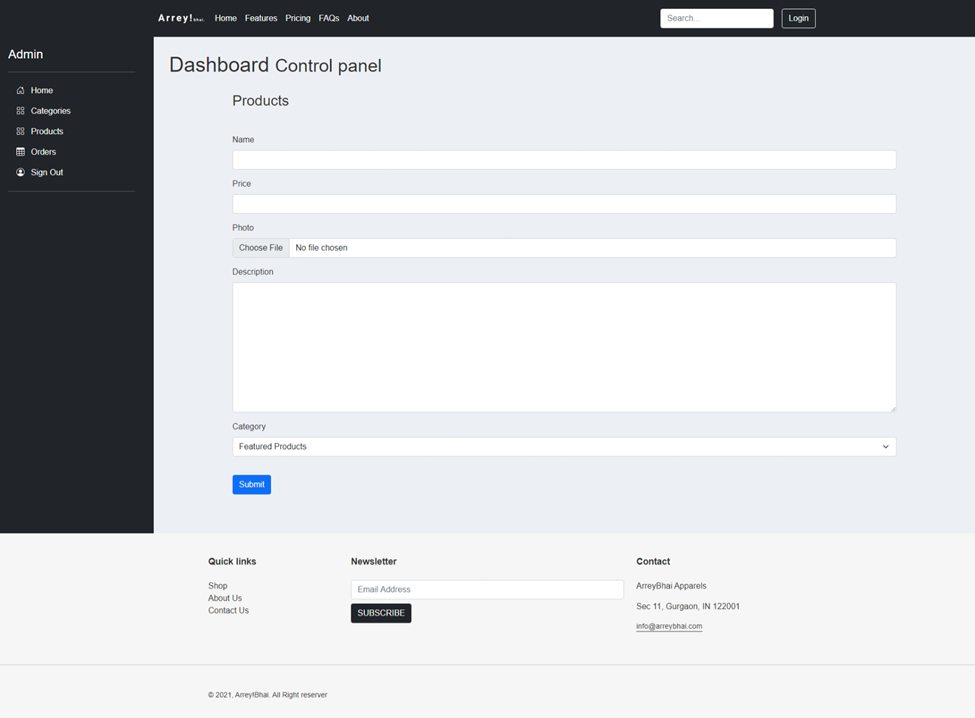 Arrey!Bhai. Home Features Pricing FAQs About Search... Login
Admin
Home
Categories
Products
Orders
Sign Out
Dashboard Control panel
Products
Name
Price
Photo
Choose File No file chosen
Description
Category
Featured Products
Submit
Quick links
Shop
About Us
Contact Us
Newsletter
Email Address
SUBSCRIBE
Contact
ArreyBhai Apparels
Sec 11, Gurgaon, IN 122001
info@arreybhai.com
© 2021, Arrey!Bhai. All Right reserver